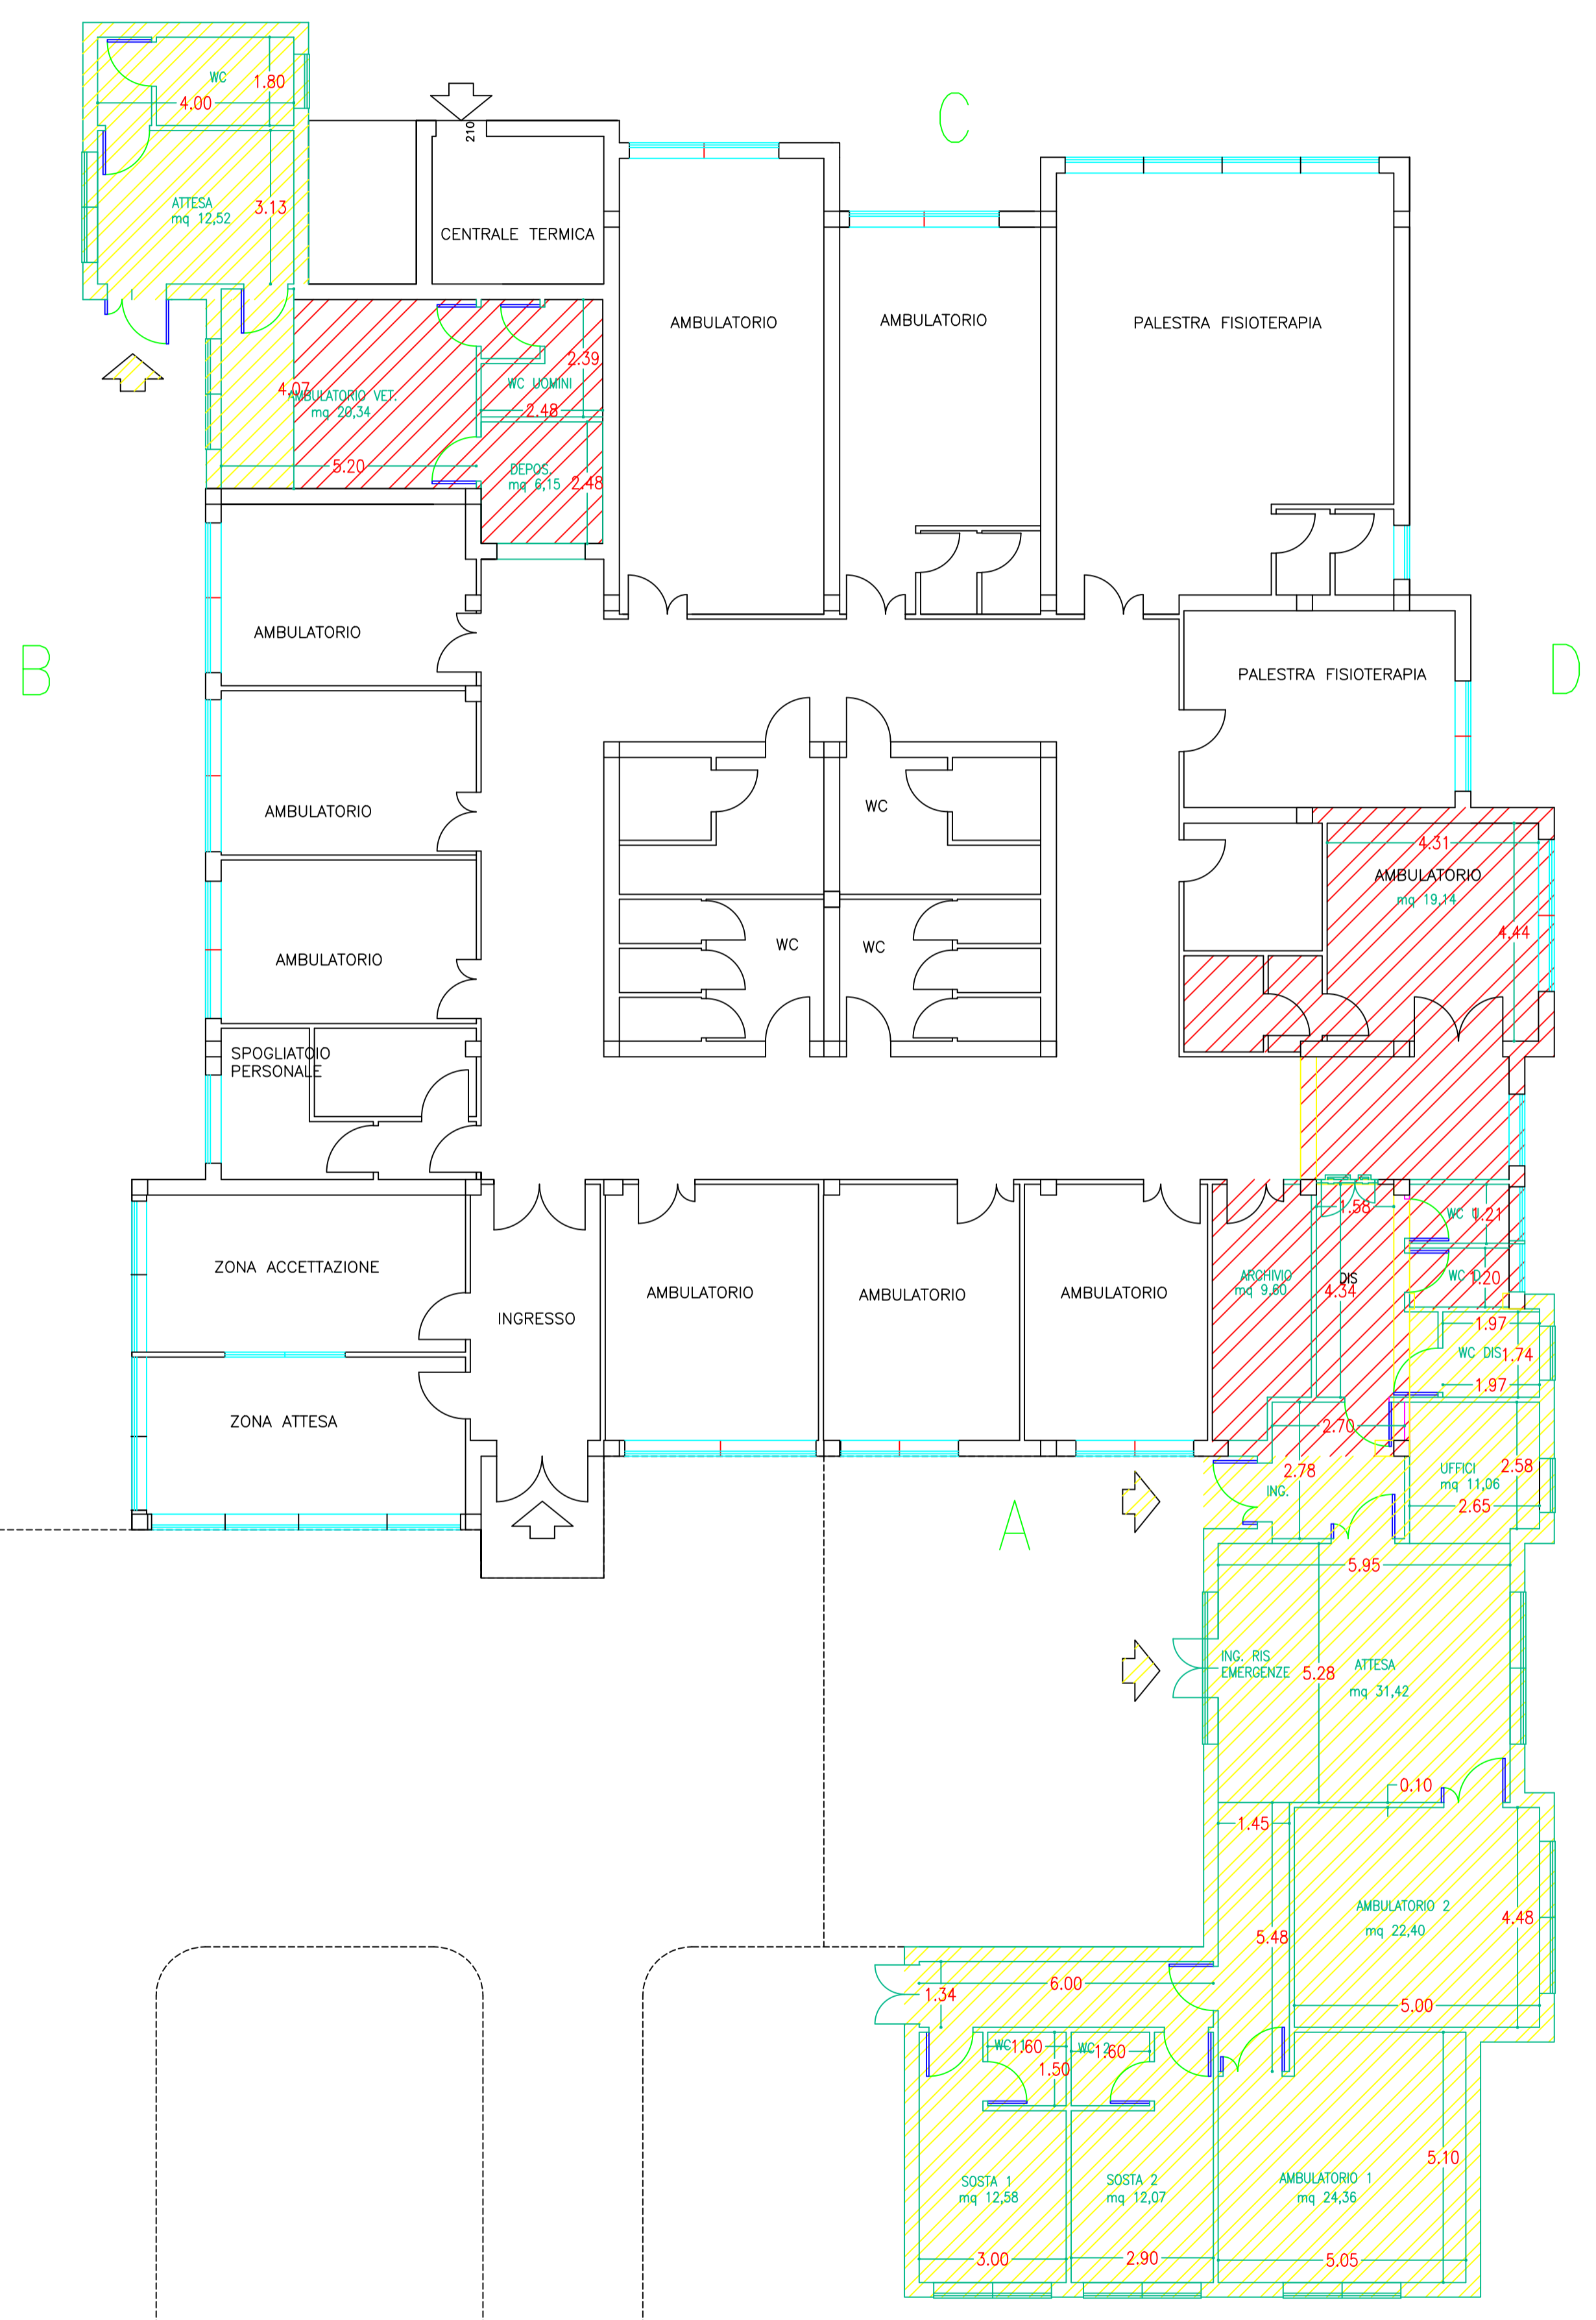 WC
1.80
4.00
C
210
ATTESA
mq 12,52
3.13
CENTRALE TERMICA
AMBULATORIO
AMBULATORIO
PALESTRA FISIOTERAPIA
2.39
4.07
AMBULATORIO VET.
mq 20,34
WC UOMINI
2.48
5.20
DEPOS.
mq 6,15
2.48
AMBULATORIO
B
D
PALESTRA FISIOTERAPIA
AMBULATORIO
WC
4.31
AMBULATORIO
mq 19,14
4.44
AMBULATORIO
WC
WC
SPOGLIATOIO
PERSONALE
1.58
WC U
1.21
ZONA ACCETTAZIONE
ARCHIVIO
mq 9.60
DIS
4.34
WC D
1.20
AMBULATORIO
AMBULATORIO
AMBULATORIO
INGRESSO
1.97
WC DIS
1.74
1.97
ZONA ATTESA
2.70
2.78
UFFICI
mq 11,06
2.58
ING.
2.65
A
5.95
ING. RIS
EMERGENZE
5.28
ATTESA
mq 31,42
0.10
1.45
AMBULATORIO 2
mq 22,40
4.48
5.48
6.00
1.34
5.00
WC 1
1.60
WC 2
1.60
1.50
5.10
SOSTA 1
mq 12,58
SOSTA 2
mq 12,07
AMBULATORIO 1
mq 24,36
3.00
2.90
5.05